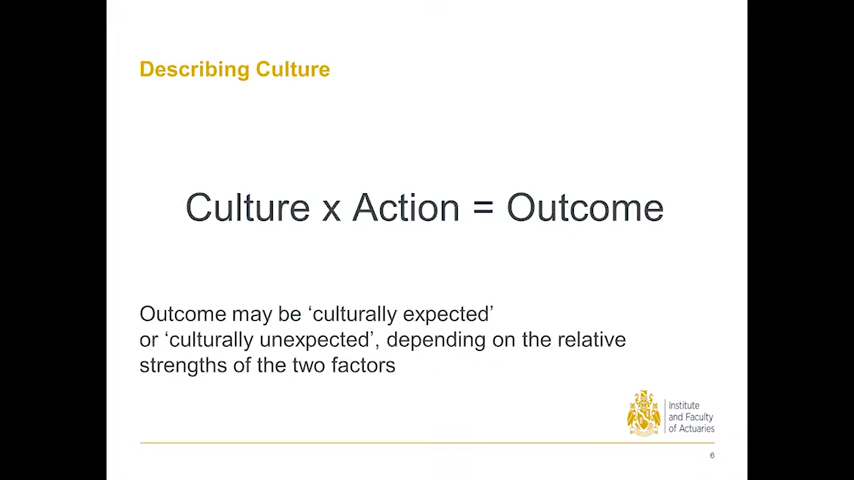 Describing Culture
Culture x Action = Outcome
Outcome may be ‘culturally expected’
or ‘culturally unexpected’, depending on the relative
strengths of the two factors
Institute
and Faculty
of Actuaries
6